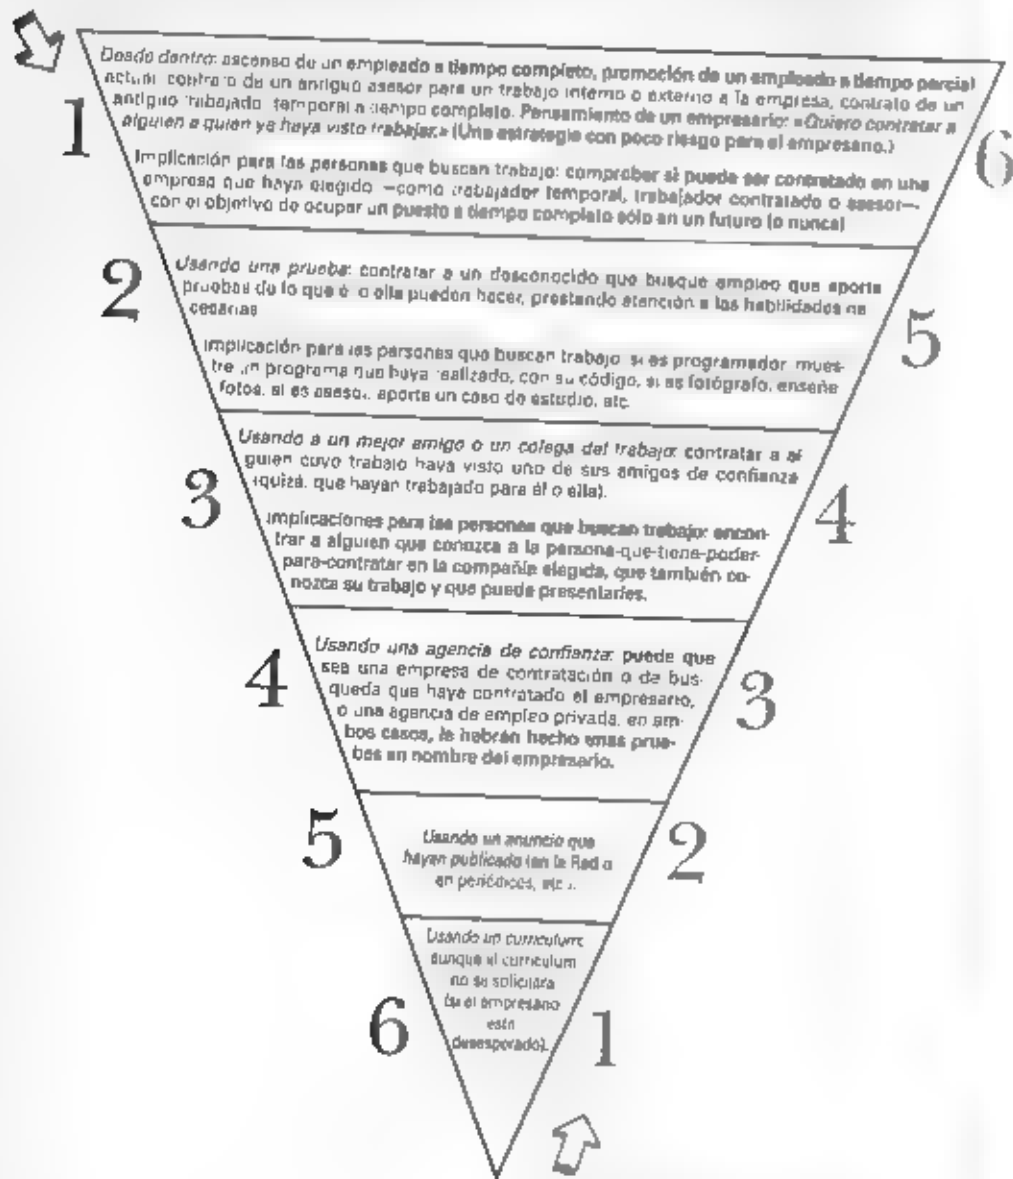 Desde dentro: ascenso de un empleado a tiempo completo, promoción de un empleado a tiempo parcial
actual, contrato de un antiguo asesor para un trabajo interno o externo a la empresa, contrato de un
antiguo trabajador temporal a tiempo completo. Pensamiento de un empresario: «Quiero contratar a
alguien a quien ya haya visto trabajar.» (Una estrategia con poco riesgo para el empresario.)
1
6
Implicación para las personas que buscan trabajo: comprobar si puede ser contratado en una
empresa que haya elegido —como trabajador temporal, trabajador contratado o asesor—,
con el objetivo de ocupar un puesto a tiempo completo sólo en un futuro (o nunca)
2
5
Usando una prueba: contratar a un desconocido que busque empleo que aporte
pruebas de lo que él o ella pueden hacer, prestando atención a las habilidades ne
cesarias
Implicación para las personas que buscan trabajo: si es programador, mues-
tre un programa que haya realizado, con su código, si es fotógrafo, enseñe
fotos, si es asesor, aporte un caso de estudio, etc.
3
4
Usando a un mejor amigo o un colega del trabajo: contratar a al
guien cuyo trabajo haya visto uno de sus amigos de confianza
(quizá, que hayan trabajado para él o ella).
Implicaciones para las personas que buscan trabajo: encon-
trar a alguien que conozca a la persona-que-tiene-poder-
para-contratar en la compañía elegida, que también co-
nozca su trabajo y que puede presentarles.
4
3
Usando una agencia de confianza: puede que
sea una empresa de contratación o de bús-
queda que haya contratado el empresario,
o una agencia de empleo privada, en am-
bos casos, le habrán hecho unas prue-
bas en nombre del empresario.
5
2
Usando un anuncio que
hayan publicado (en la Red o
en periódicos, etc.).
6
1
Usando un curriculum:
aunque el curriculum
no se solicitara
(si el empresario
está
desesperado).